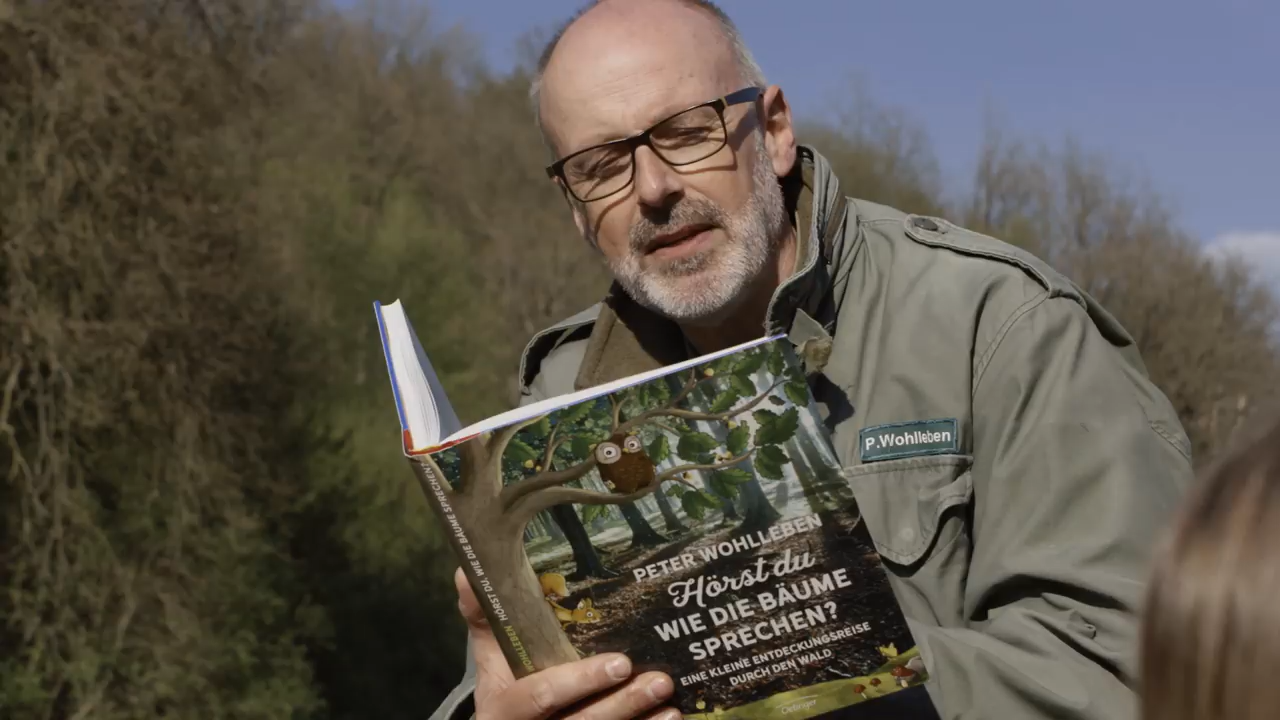 P.Wohlleben
PETER WOHLLEBEN
Hörst du
WIE DIE BÄUME
SPRECHEN?
EINE KLEINE ENTDECKUNGSREISE
DURCH DEN WALD
Oetinger
WOHLLEBEN HÖRST DU, WIE DIE BÄUME SPRECHEN?